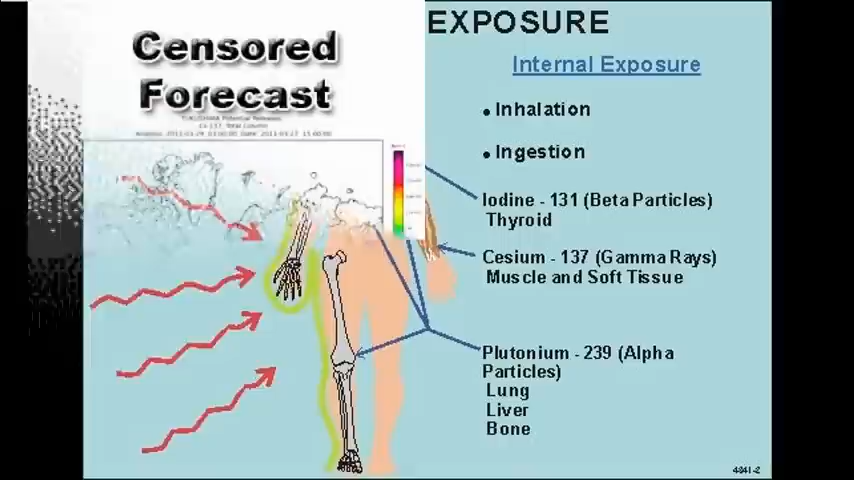 EXPOSURE
Censored
Forecast
Internal Exposure
• Inhalation
• Ingestion
Iodine - 131 (Beta Particles)
Thyroid
Cesium - 137 (Gamma Rays)
Muscle and Soft Tissue
Plutonium - 239 (Alpha
Particles)
Lung
Liver
Bone
4841-2